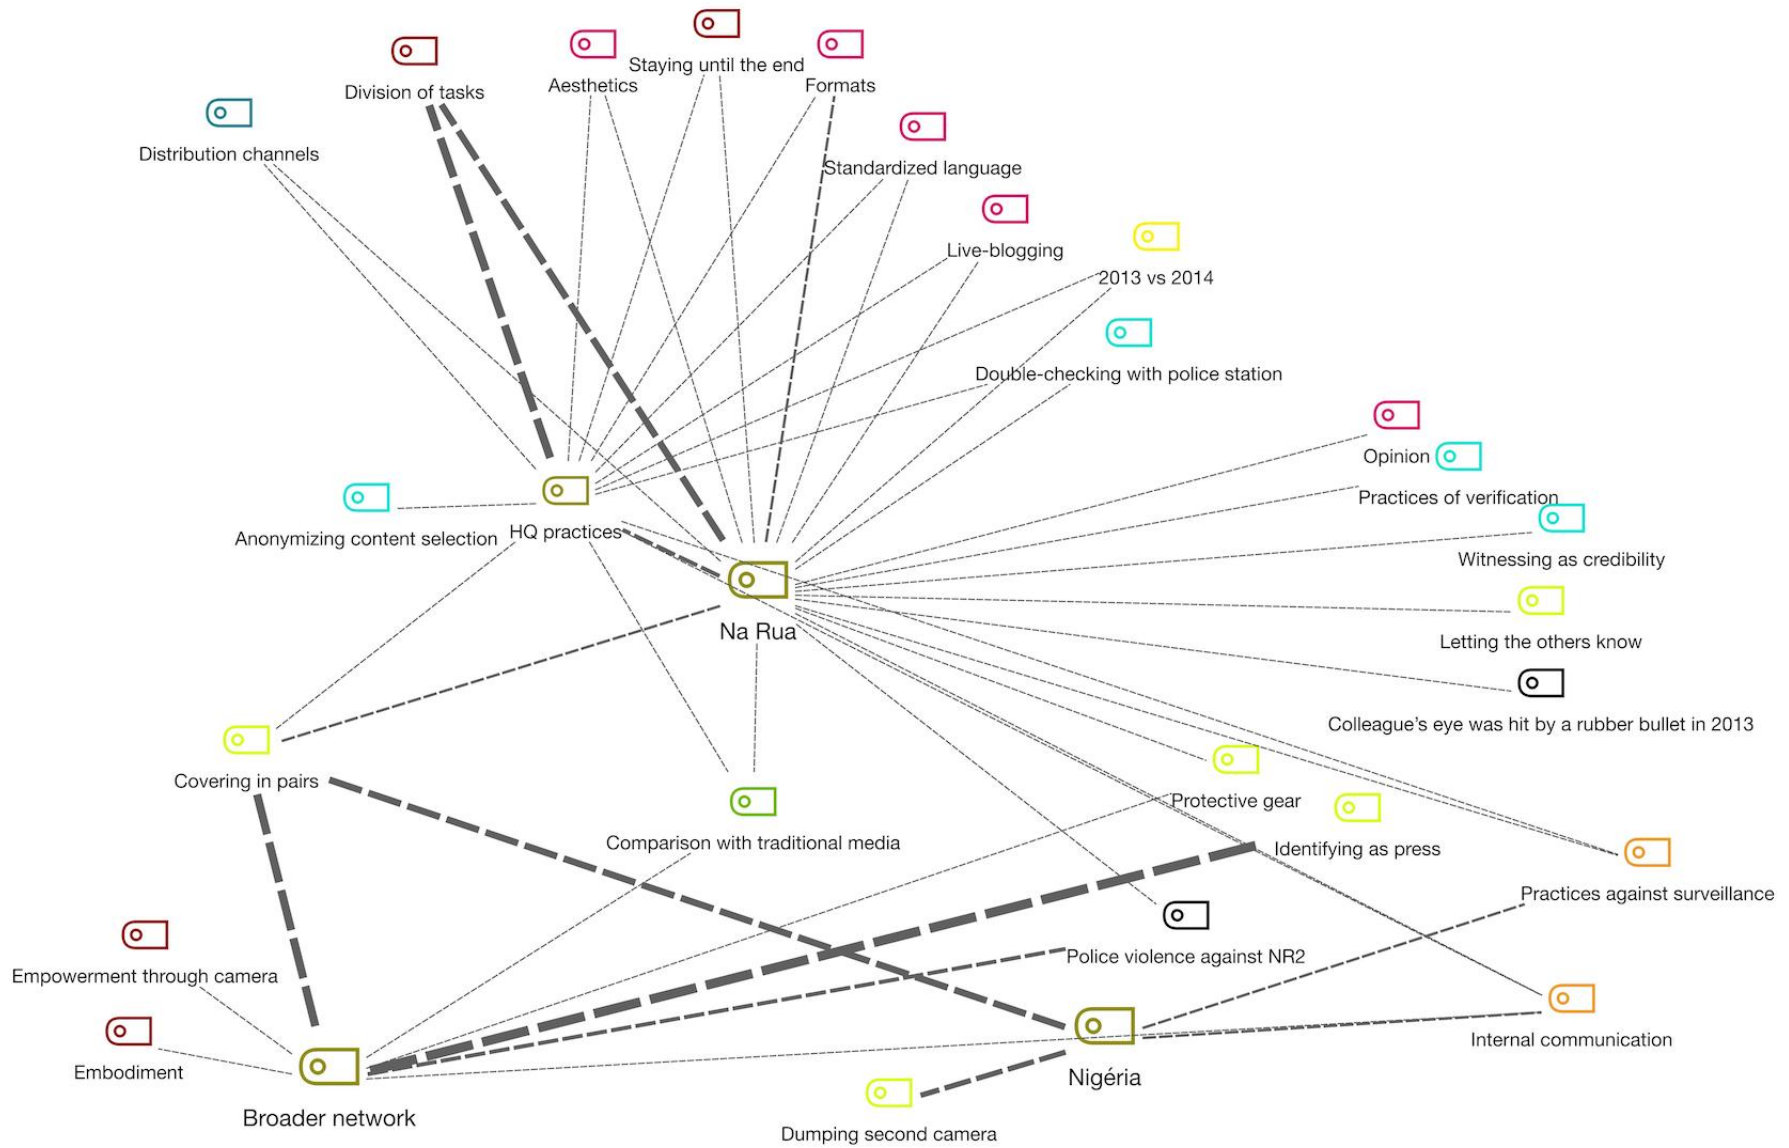 Staying until the end
Division of tasks
Aesthetics
Formats
Distribution channels
Standardized language
Live-blogging
2013 vs 2014
Double-checking with police station
Opinion
Practices of verification
Anonymizing content selection
HQ practices
Witnessing as credibility
Na Rua
Letting the others know
Colleague’s eye was hit by a rubber bullet in 2013
Covering in pairs
Protective gear
Comparison with traditional media
Identifying as press
Practices against surveillance
Police violence against NR2
Empowerment through camera
Internal communication
Embodiment
Nigéria
Broader network
Dumping second camera